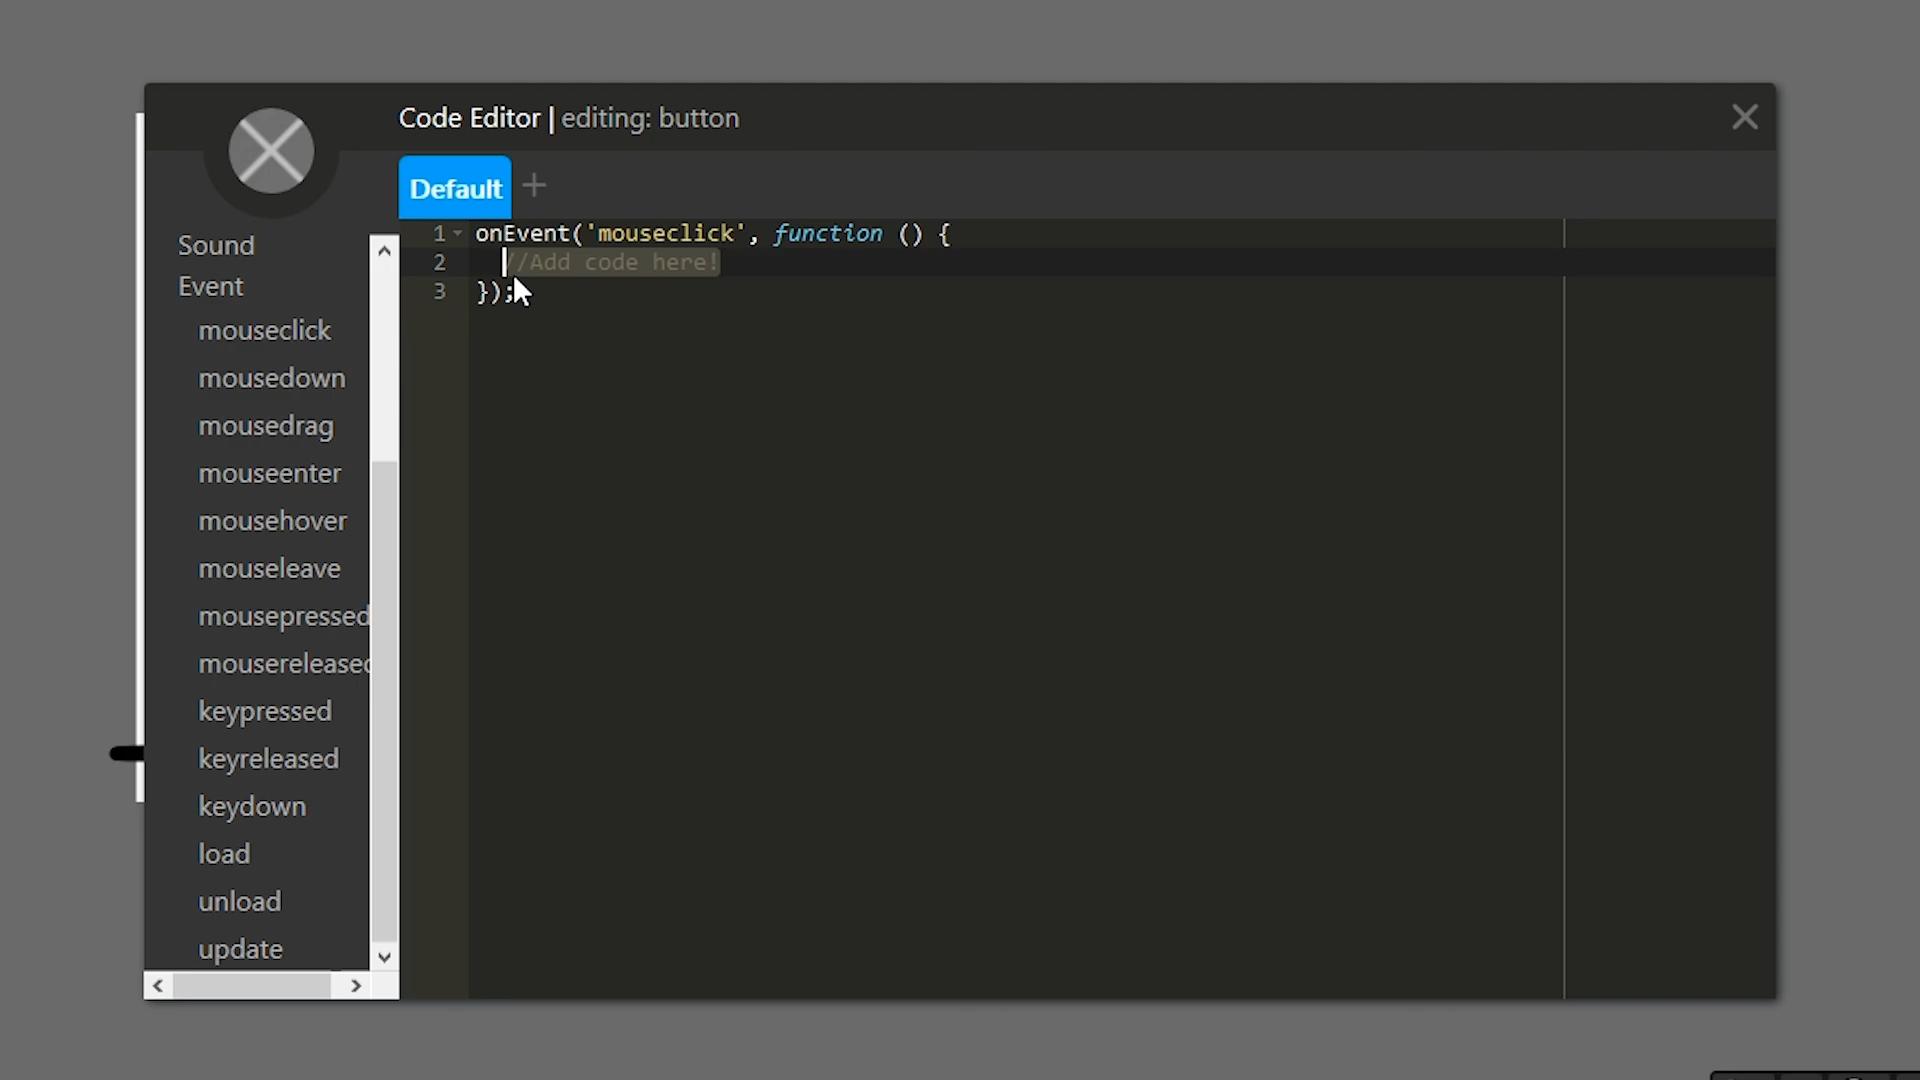 Code Editor | editing: button
Default +
Sound
Event
mouseclick
mousedown
mousedrag
mouseenter
mousehover
mouseleave
mousepressed
mousereleased
keypressed
keyreleased
keydown
load
unload
update
1 onEvent('mouseclick', function () {
2 //Add code here!
3 });